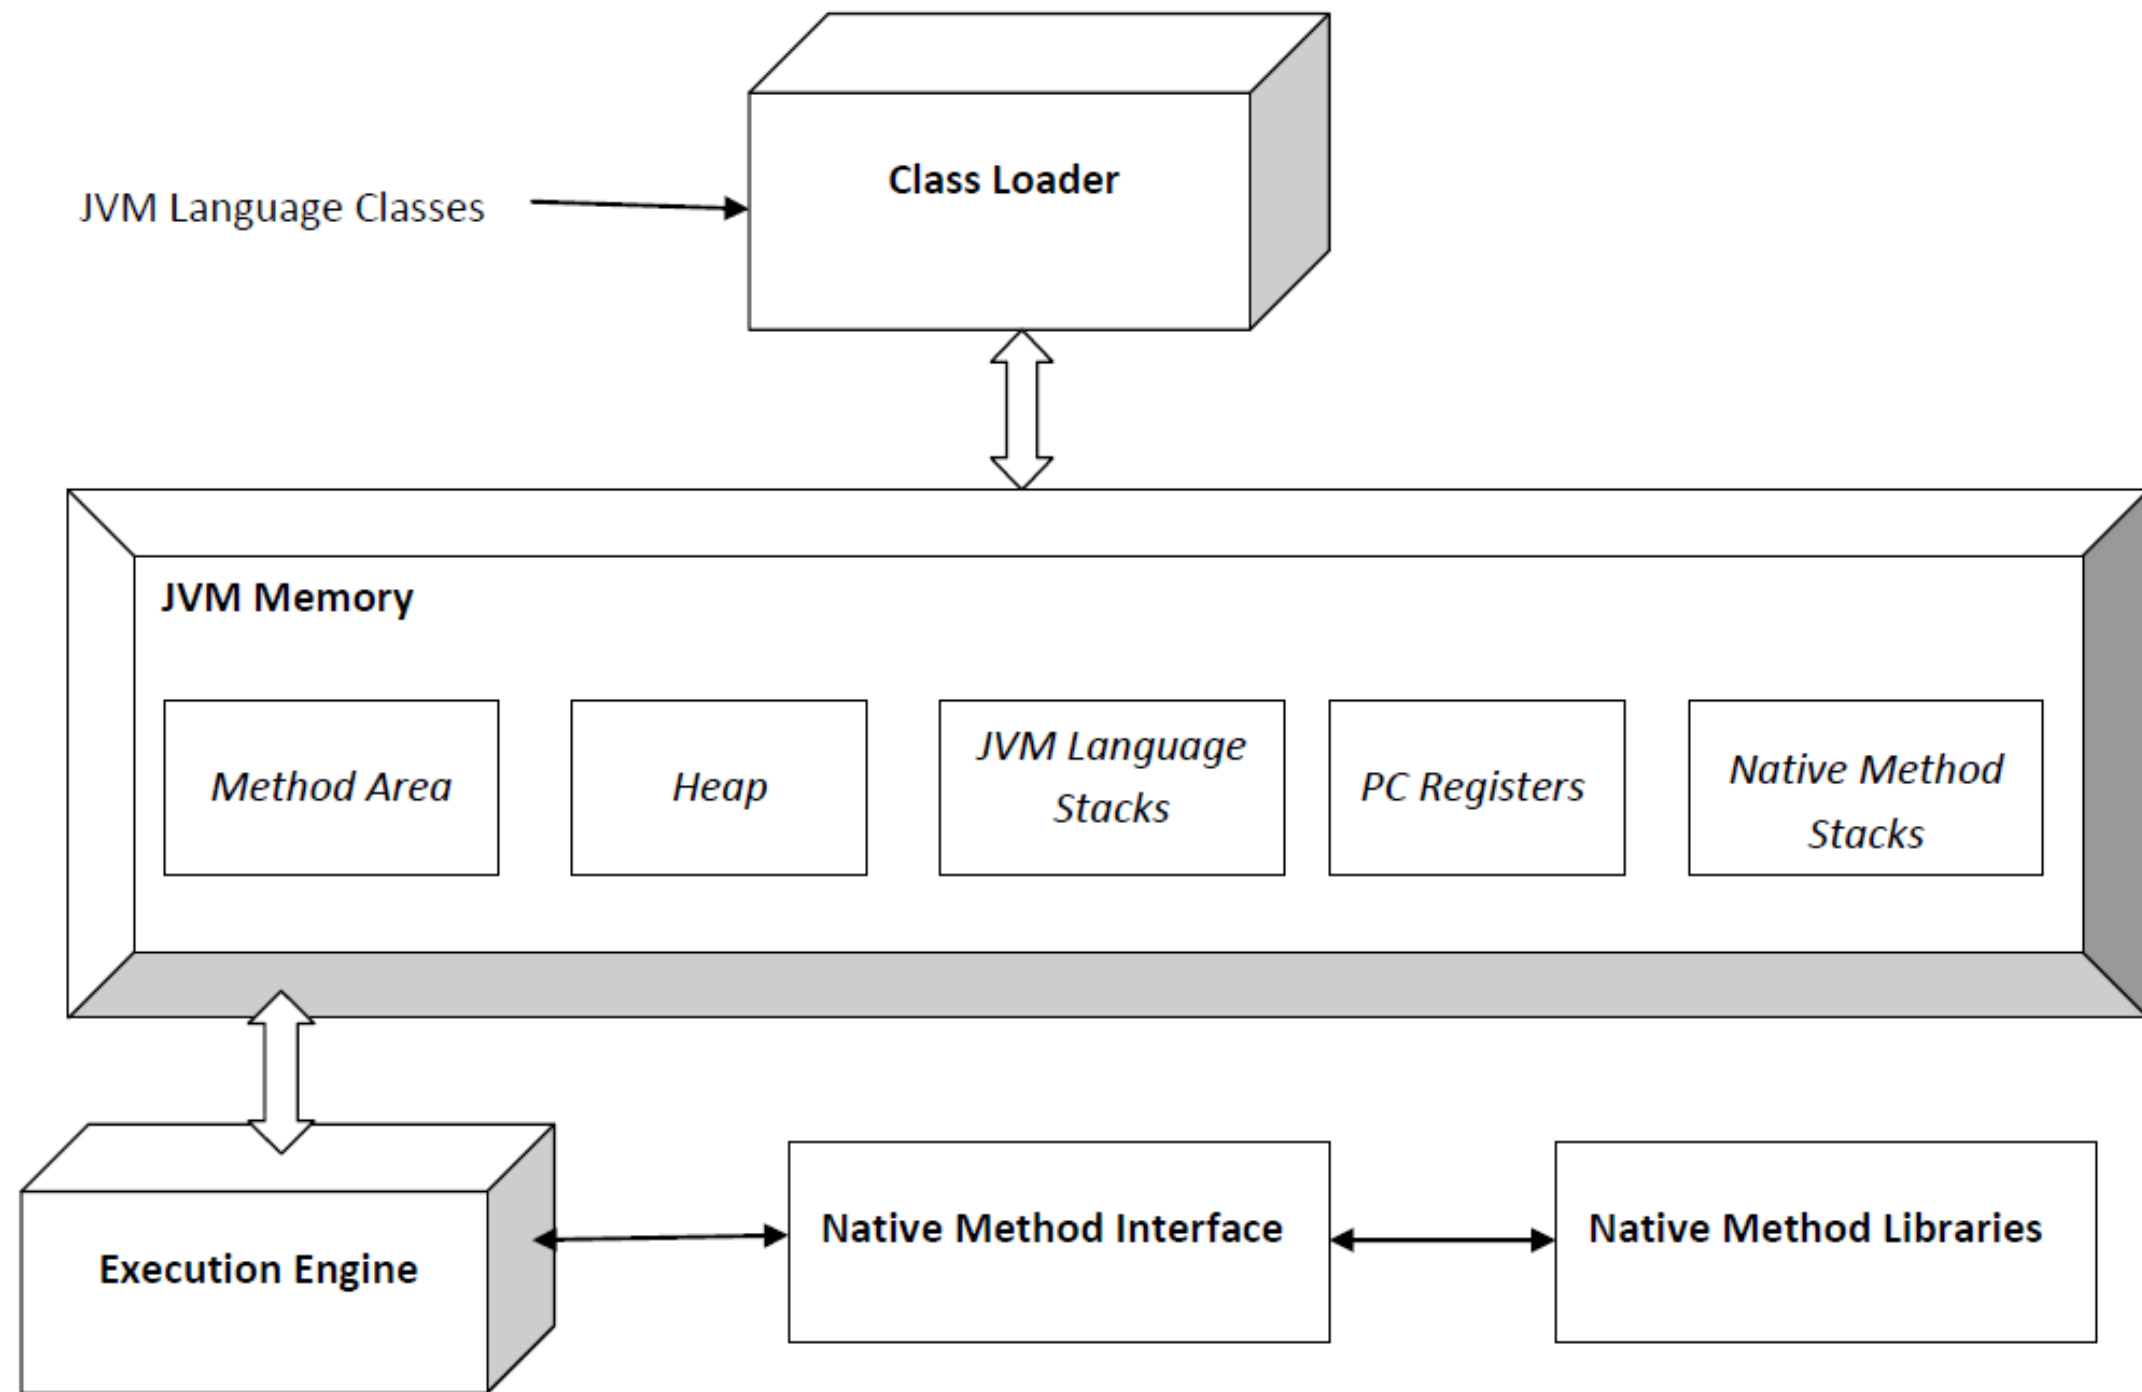 Class Loader
JVM Language Classes
JVM Memory
Method Area
Heap
JVM Language
Stacks
PC Registers
Native Method
Stacks
Execution Engine
Native Method Interface
Native Method Libraries